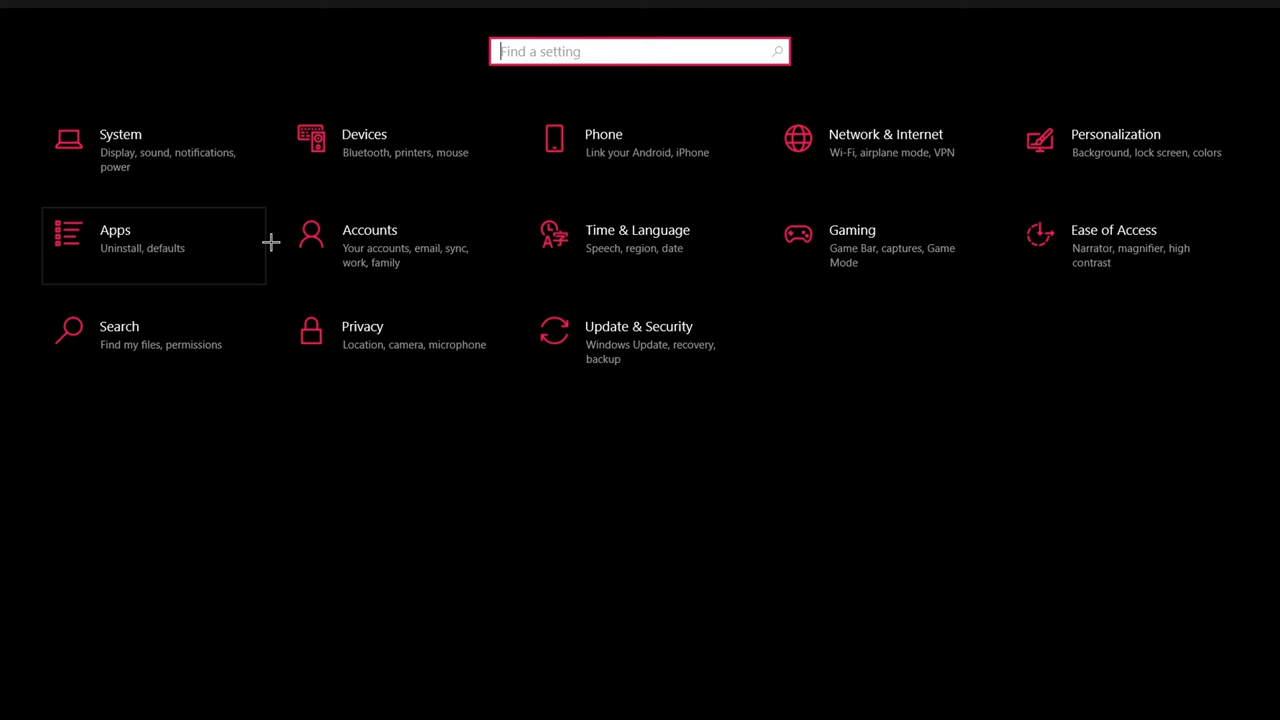 Find a setting
System
Display, sound, notifications,
power
Devices
Bluetooth, printers, mouse
Phone
Link your Android, iPhone
Network & Internet
Wi-Fi, airplane mode, VPN
Personalization
Background, lock screen, colors
Apps
Uninstall, defaults
Accounts
Your accounts, email, sync,
work, family
Time & Language
Speech, region, date
Gaming
Game Bar, captures, Game
Mode
Ease of Access
Narrator, magnifier, high
contrast
Search
Find my files, permissions
Privacy
Location, camera, microphone
Update & Security
Windows Update, recovery,
backup